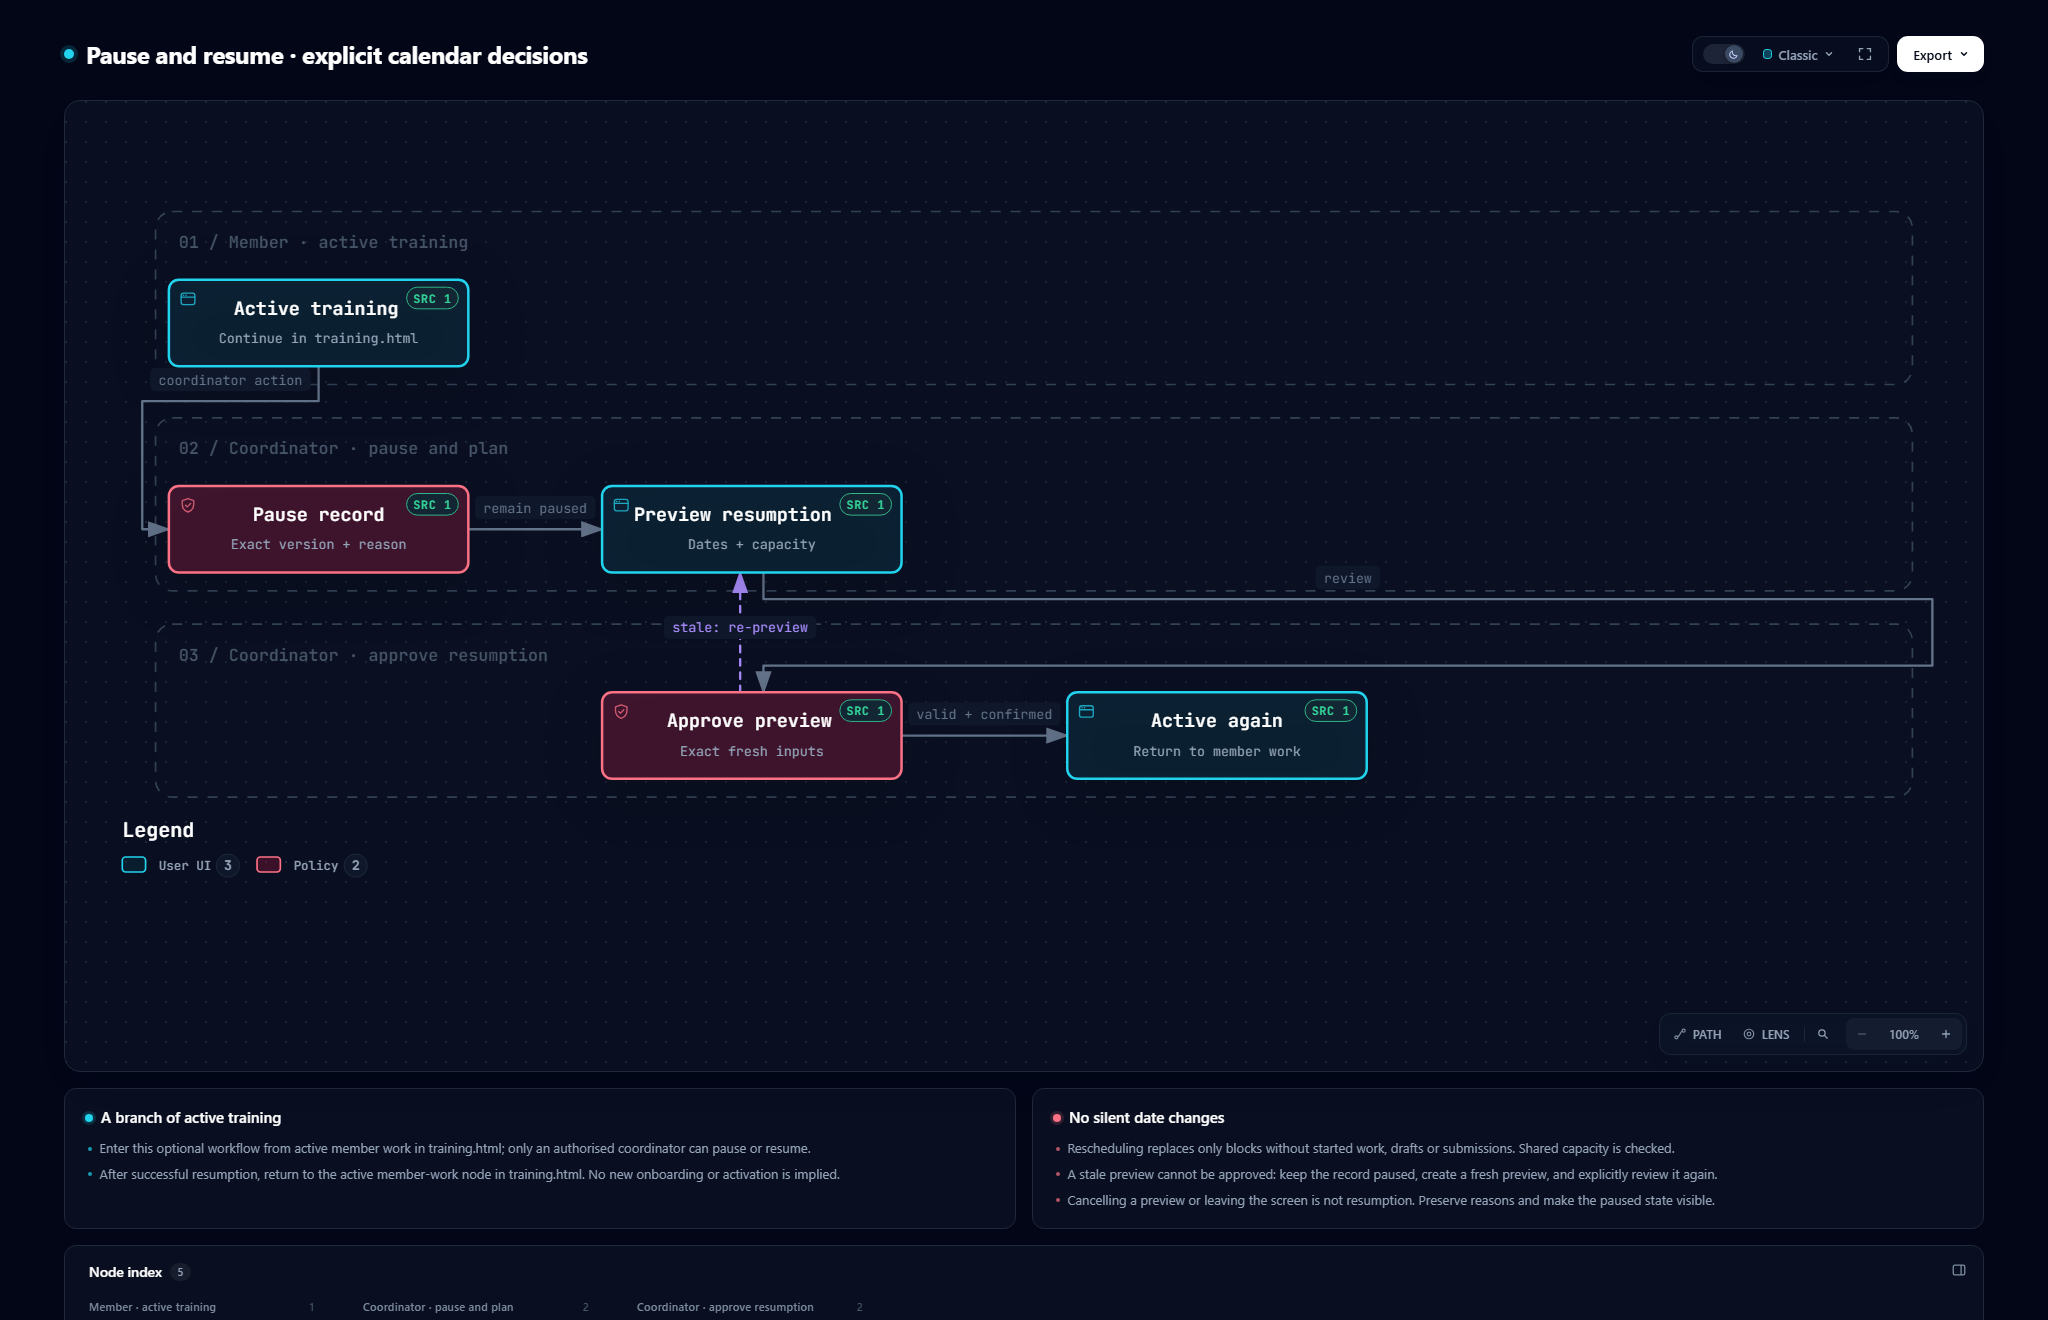 Pause and resume · explicit calendar decisions
Classic
Export
01 / Member · active training
Active training
SRC 1
Continue in training.html
coordinator action
02 / Coordinator · pause and plan
Pause record
SRC 1
Exact version + reason
remain paused
Preview resumption
SRC 1
Dates + capacity
review
stale: re-preview
03 / Coordinator · approve resumption
Approve preview
SRC 1
Exact fresh inputs
valid + confirmed
Active again
SRC 1
Return to member work
Legend
User UI 3
Policy 2
PATH
LENS
− 100% +
A branch of active training
• Enter this optional workflow from active member work in training.html; only an authorised coordinator can pause or resume.
• After successful resumption, return to the active member-work node in training.html. No new onboarding or activation is implied.
No silent date changes
• Rescheduling replaces only blocks without started work, drafts or submissions. Shared capacity is checked.
• A stale preview cannot be approved: keep the record paused, create a fresh preview, and explicitly review it again.
• Cancelling a preview or leaving the screen is not resumption. Preserve reasons and make the paused state visible.
Node index 5
Member · active training 1
Coordinator · pause and plan 2
Coordinator · approve resumption 2